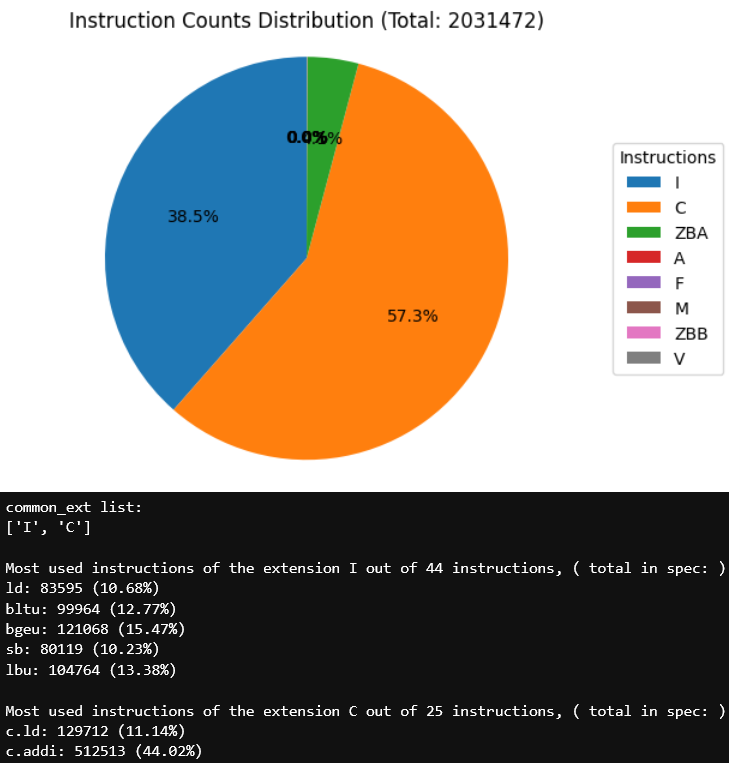 Instruction Counts Distribution (Total: 2031472)
0.0%
38.5%
57.3%
Instructions
I
C
ZBA
A
F
M
ZBB
V
common_ext list:
['I', 'C']
Most used instructions of the extension I out of 44 instructions, ( total in spec: )
ld: 83595 (10.68%)
bltu: 99964 (12.77%)
bgeu: 121068 (15.47%)
sb: 80119 (10.23%)
lbu: 104764 (13.38%)
Most used instructions of the extension C out of 25 instructions, ( total in spec: )
c.ld: 129712 (11.14%)
c.addi: 512513 (44.02%)